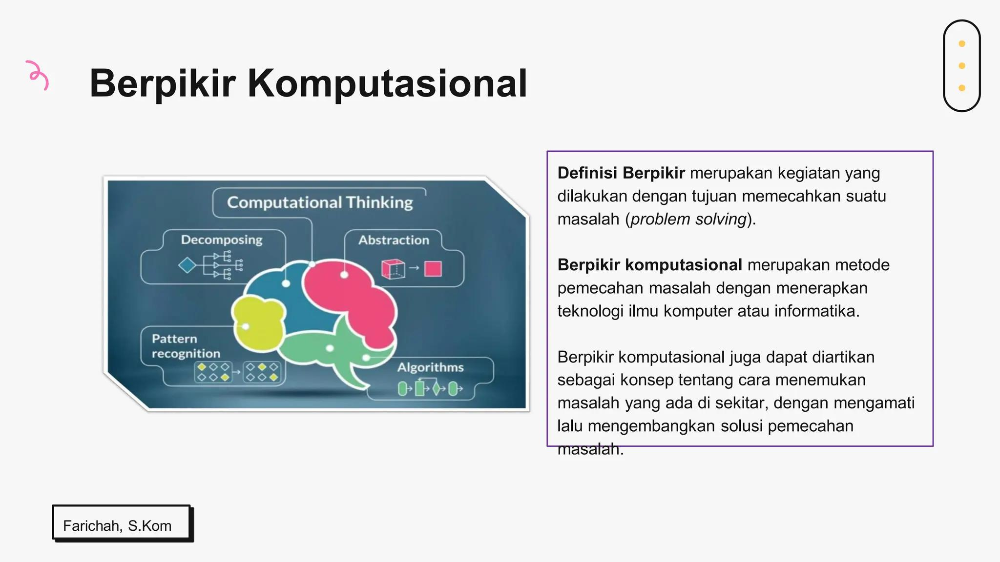 Berpikir Komputasional
Computational Thinking
Decomposing
Abstraction
Pattern
recognition
Algorithms
Definisi Berpikir merupakan kegiatan yang
dilakukan dengan tujuan memecahkan suatu
masalah (problem solving).
Berpikir komputasional merupakan metode
pemecahan masalah dengan menerapkan
teknologi ilmu komputer atau informatika.
Berpikir komputasional juga dapat diartikan
sebagai konsep tentang cara menemukan
masalah yang ada di sekitar, dengan mengamati
lalu mengembangkan solusi pemecahan
masalah.
Farichah, S.Kom